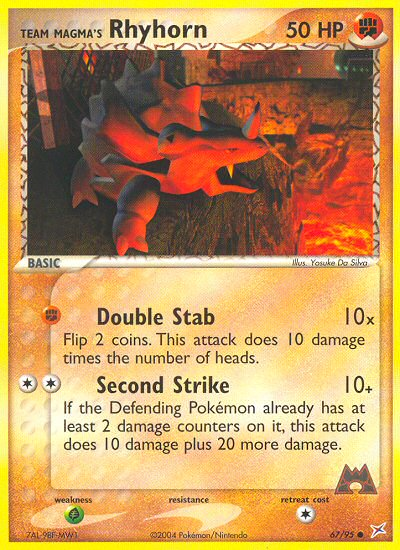 TEAM MAGMA'S Rhyhorn 50 HP
BASIC Illus. Yosuke Da Silva
Double Stab 10x
Flip 2 coins. This attack does 10 damage
times the number of heads.
Second Strike 10+
If the Defending Pokémon already has at
least 2 damage counters on it, this attack
does 10 damage plus 20 more damage.
weakness resistance retreat cost
7AL-9BF-MW1 ©2004 Pokémon/Nintendo 67/95